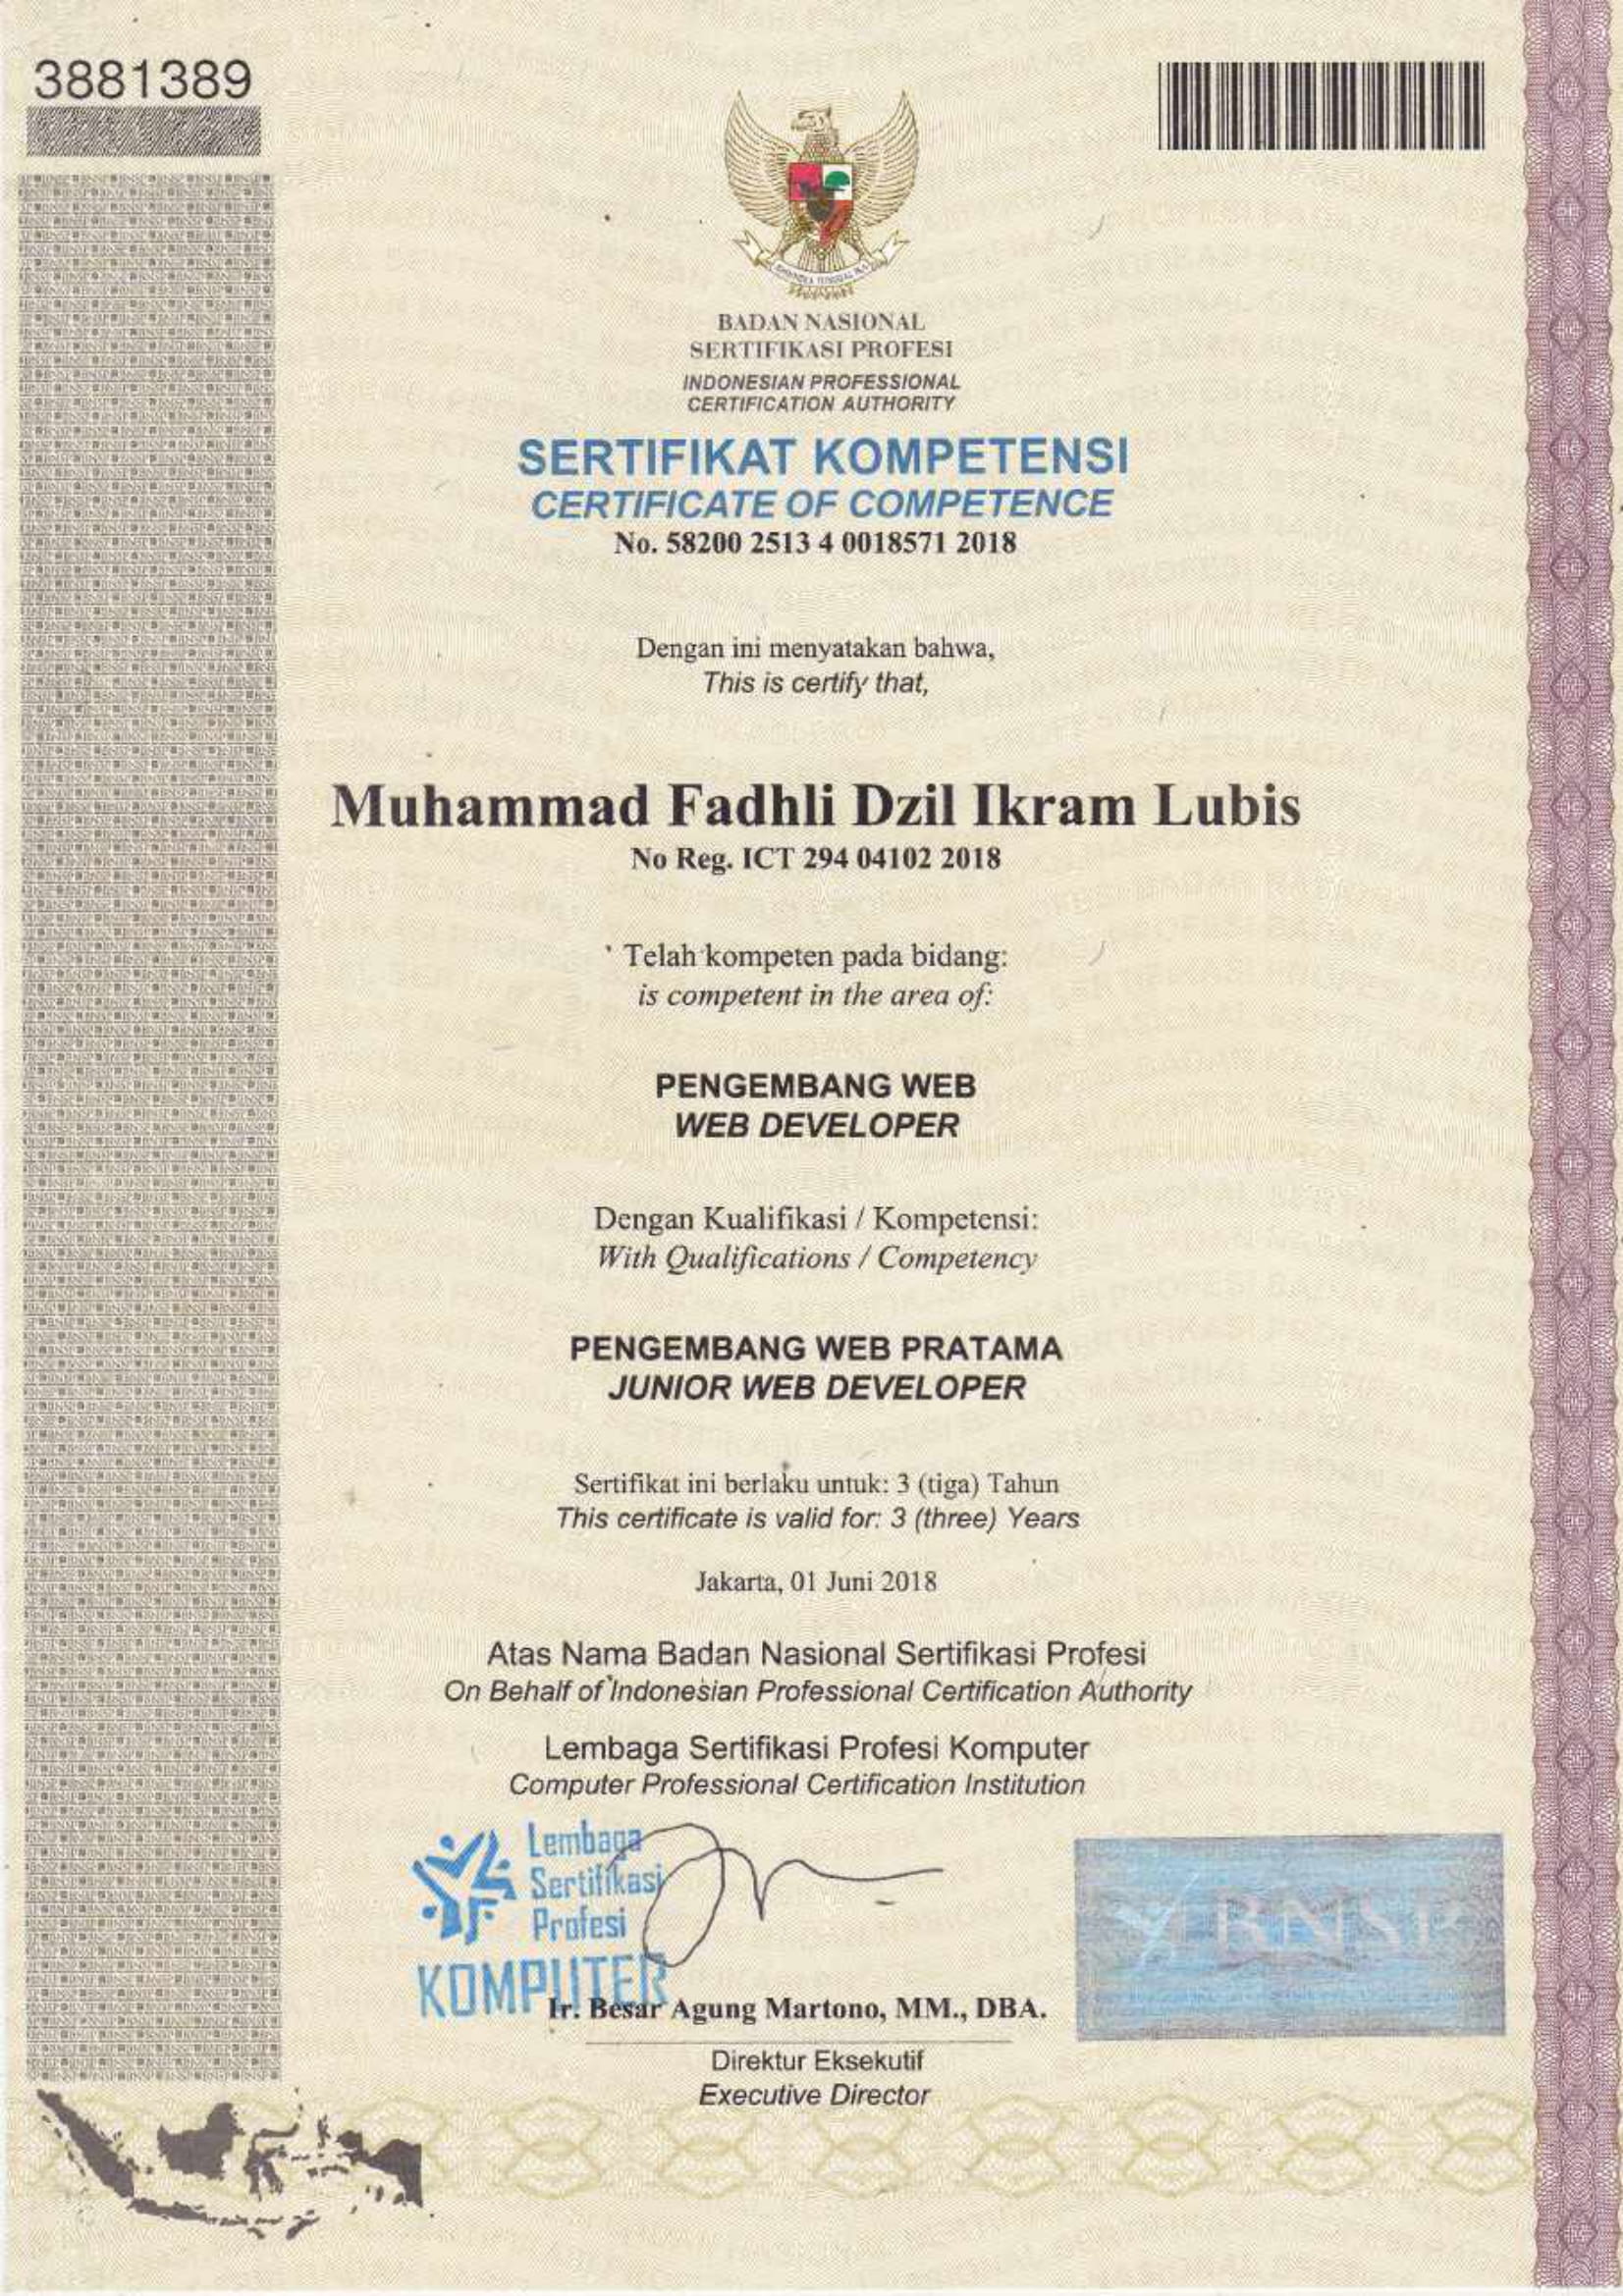 3881389
BADAN NASIONAL
SERTIFIKASI PROFESI
INDONESIAN PROFESSIONAL
CERTIFICATION AUTHORITY
SERTIFIKAT KOMPETENSI
CERTIFICATE OF COMPETENCE
No. 58200 2513 4 0018571 2018
Dengan ini menyatakan bahwa,
This is certify that,
Muhammad Fadhli Dzil Ikram Lubis
No Reg. ICT 294 04102 2018
Telah kompeten pada bidang:
is competent in the area of:
PENGEMBANG WEB
WEB DEVELOPER
Dengan Kualifikasi / Kompetensi:
With Qualifications / Competency
PENGEMBANG WEB PRATAMA
JUNIOR WEB DEVELOPER
Sertifikat ini berlaku untuk: 3 (tiga) Tahun
This certificate is valid for: 3 (three) Years
Jakarta, 01 Juni 2018
Atas Nama Badan Nasional Sertifikasi Profesi
On Behalf of Indonesian Professional Certification Authority
Lembaga Sertifikasi Profesi Komputer
Computer Professional Certification Institution
Lembaga
Sertifikasi
Profesi
KOMPUTER
BNSP
Ir. Besar Agung Martono, MM., DBA.
Direktur Eksekutif
Executive Director